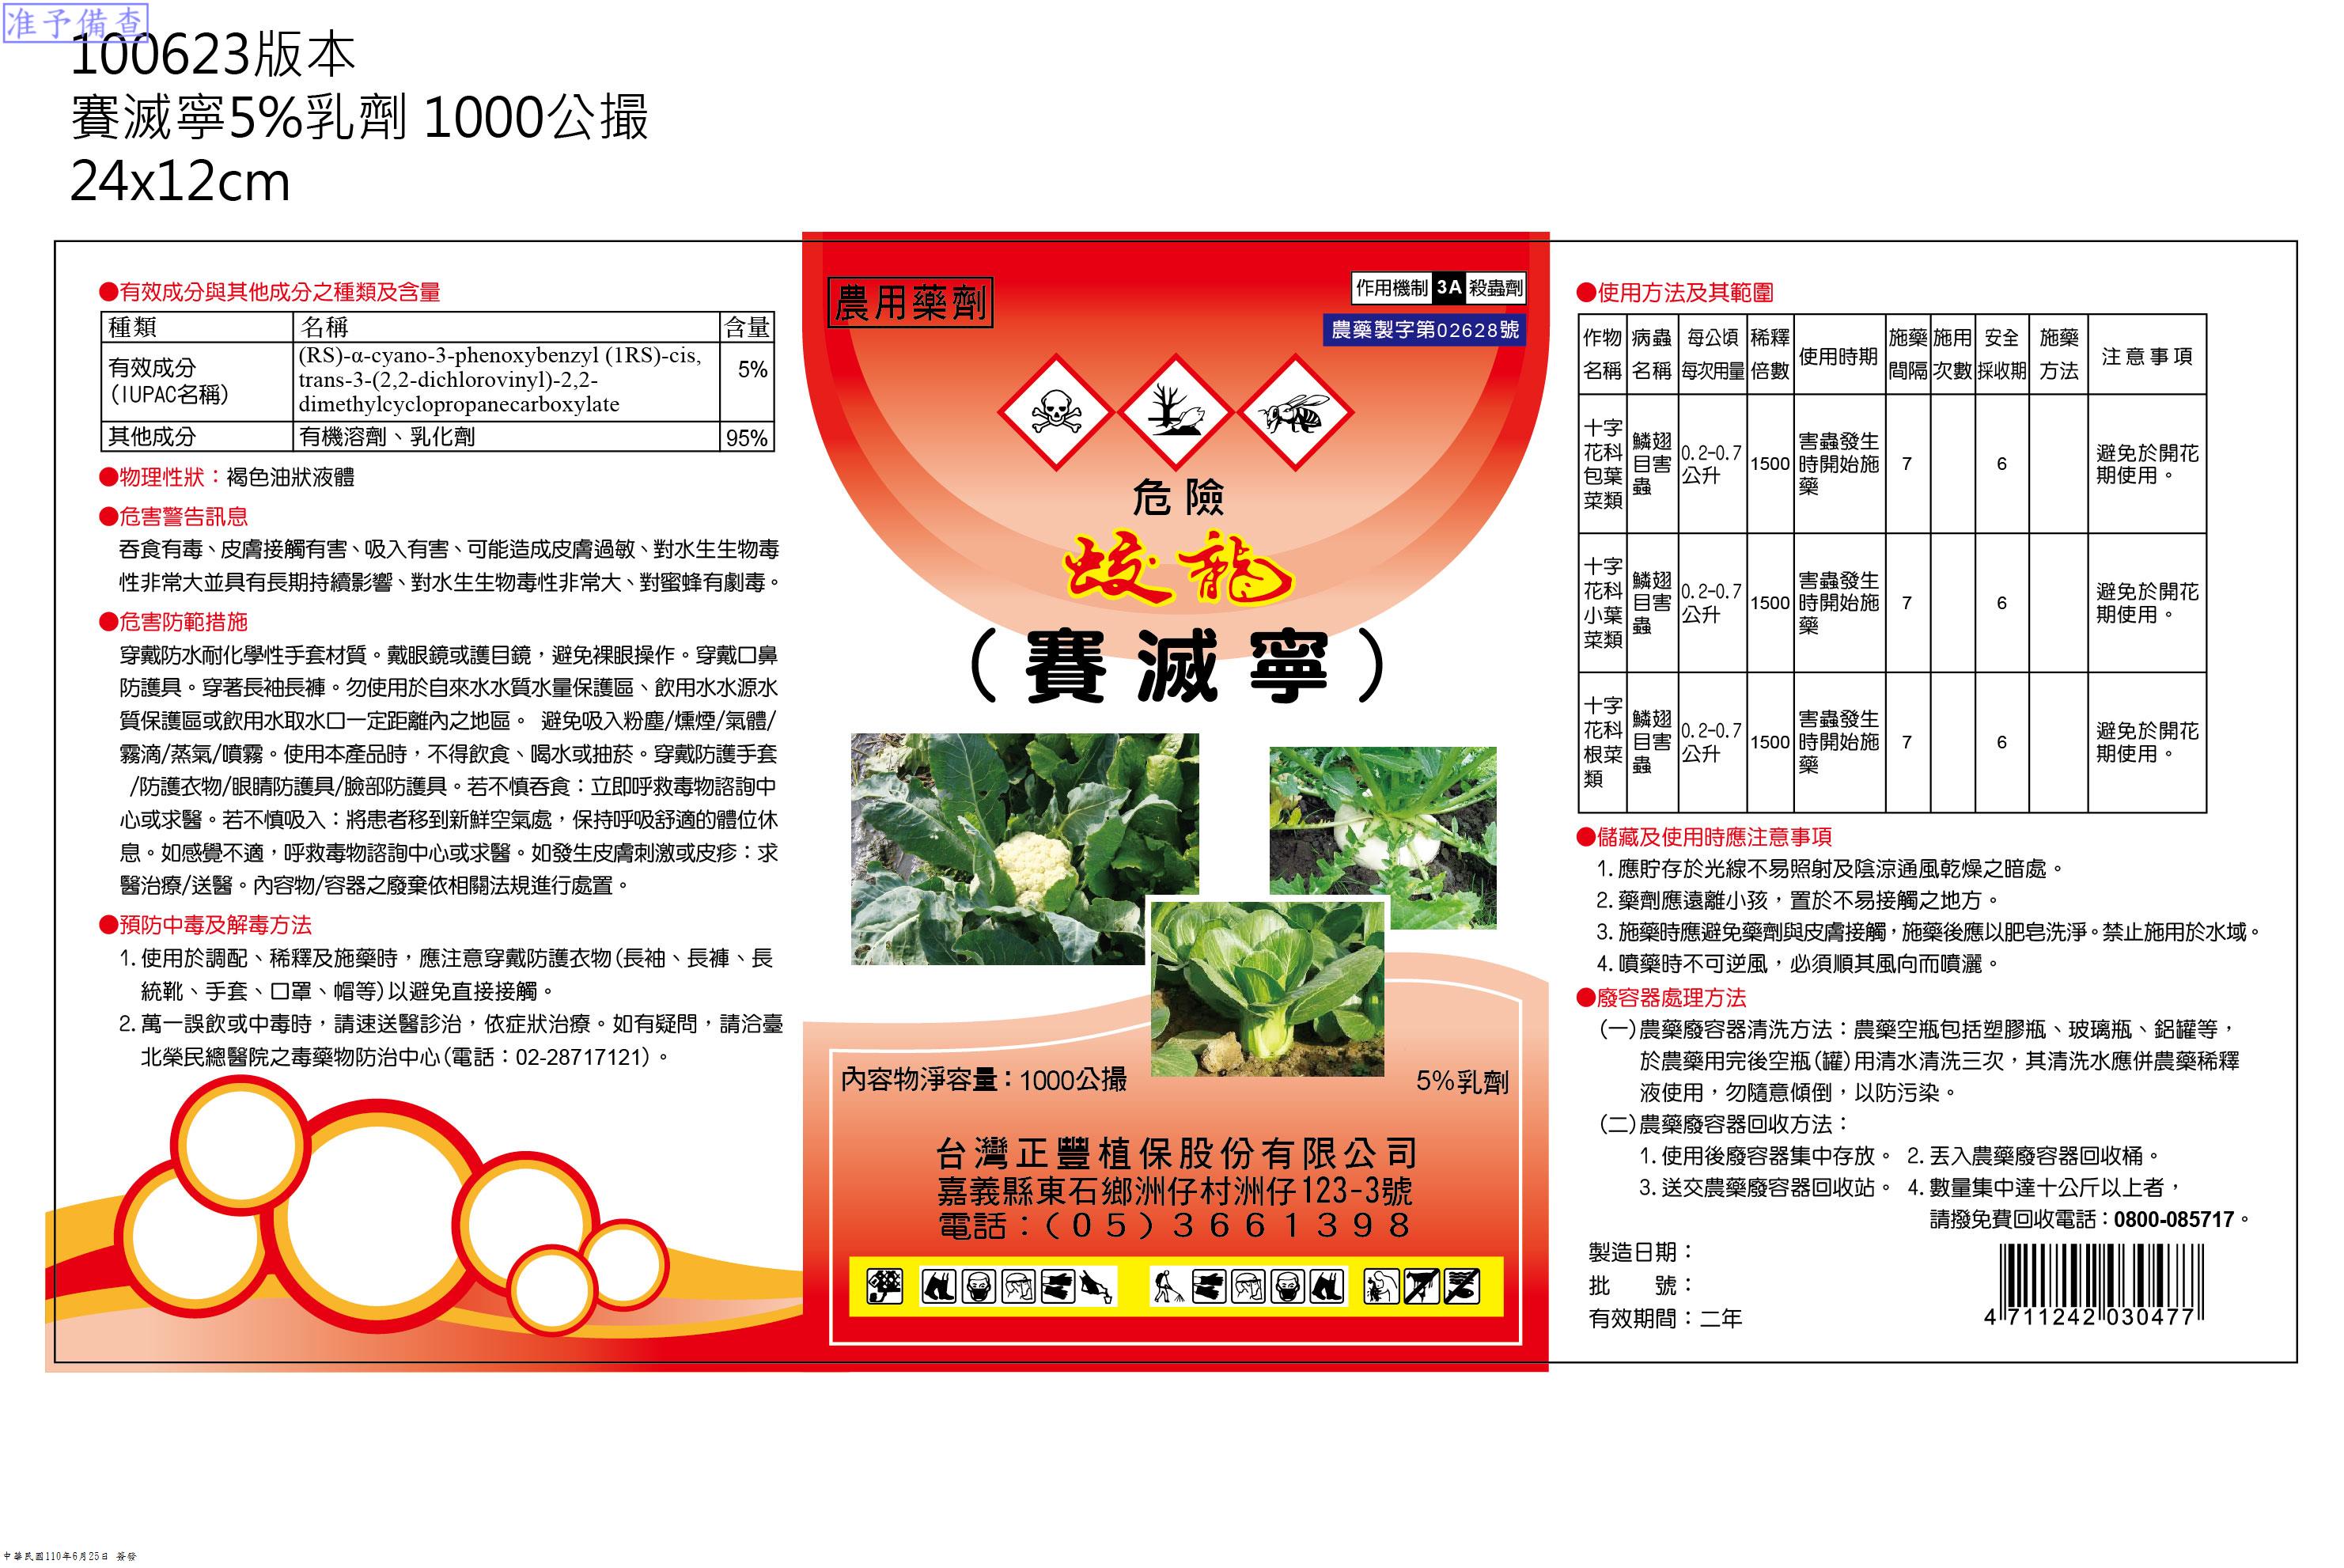 准予備查
100623版本
賽滅寧5%乳劑 1000公撮
24x12cm
●有效成分與其他成分之種類及含量
種類 名稱 含量
有效成分
(IUPAC名稱)
(RS)-α-cyano-3-phenoxybenzyl (1RS)-cis,
trans-3-(2,2-dichlorovinyl)-2,2-
dimethylcyclopropanecarboxylate
5%
其他成分 有機溶劑、乳化劑 95%
●物理性狀：褐色油狀液體
●危害警告訊息
吞食有毒、皮膚接觸有害、吸入有害、可能造成皮膚過敏、對水生生物毒
性非常大並具有長期持續影響、對水生生物毒性非常大、對蜜蜂有劇毒。
●危害防範措施
穿戴防水耐化學性手套材質。戴眼鏡或護目鏡，避免裸眼操作。穿戴口鼻
防護具。穿著長袖長褲。勿使用於自來水水質水量保護區、飲用水水源水
質保護區或飲用水取水口一定距離內之地區。 避免吸入粉塵/燻煙/氣體/
霧滴/蒸氣/噴霧。使用本產品時，不得飲食、喝水或抽菸。穿戴防護手套
/防護衣物/眼睛防護具/臉部防護具。若不慎吞食：立即呼救毒物諮詢中
心或求醫。若不慎吸入：將患者移到新鮮空氣處，保持呼吸舒適的體位休
息。如感覺不適，呼救毒物諮詢中心或求醫。如發生皮膚刺激或皮疹：求
醫治療/送醫。內容物/容器之廢棄依相關法規進行處置。
●預防中毒及解毒方法
1.使用於調配、稀釋及施藥時，應注意穿戴防護衣物(長袖、長褲、長
統靴、手套、口罩、帽等)以避免直接接觸。
2.萬一誤飲或中毒時，請速送醫診治，依症狀治療。如有疑問，請洽臺
北榮民總醫院之毒藥物防治中心(電話：02-28717121)。
農用藥劑
作用機制 3A 殺蟲劑
農藥製字第02628號
危險
蛟龍
(賽滅寧)
內容物淨容量：1000公撮
5%乳劑
台灣正豐植保股份有限公司
嘉義縣東石鄉洲仔村洲仔123-3號
電話：(05)3661398
●使用方法及其範圍
作物名稱 病蟲名稱 每公頃每次用量 稀釋倍數 使用時期 施藥間隔 施用次數 安全採收期 施藥方法 注意事項
十字花科包葉菜類 鱗翅目害蟲 0.2-0.7公升 1500 害蟲發生時開始施藥 7 6 避免於開花期使用。
十字花科小葉菜類 鱗翅目害蟲 0.2-0.7公升 1500 害蟲發生時開始施藥 7 6 避免於開花期使用。
十字花科根菜類 鱗翅目害蟲 0.2-0.7公升 1500 害蟲發生時開始施藥 7 6 避免於開花期使用。
●儲藏及使用時應注意事項
1.應貯存於光線不易照射及陰涼通風乾燥之暗處。
2.藥劑應遠離小孩，置於不易接觸之地方。
3.施藥時應避免藥劑與皮膚接觸，施藥後應以肥皂洗淨。禁止施用於水域。
4.噴藥時不可逆風，必須順其風向而噴灑。
●廢容器處理方法
(一)農藥廢容器清洗方法：農藥空瓶包括塑膠瓶、玻璃瓶、鋁罐等，
於農藥用完後空瓶(罐)用清水清洗三次，其清洗水應併農藥稀釋
液使用，勿隨意傾倒，以防污染。
(二)農藥廢容器回收方法：
1.使用後廢容器集中存放。 2.丟入農藥廢容器回收桶。
3.送交農藥廢容器回收站。 4.數量集中達十公斤以上者，
請撥免費回收電話：0800-085717。
製造日期：
批　號：
有效期間：二年
4 711242 030477
中華民國110年6月25日 簽發